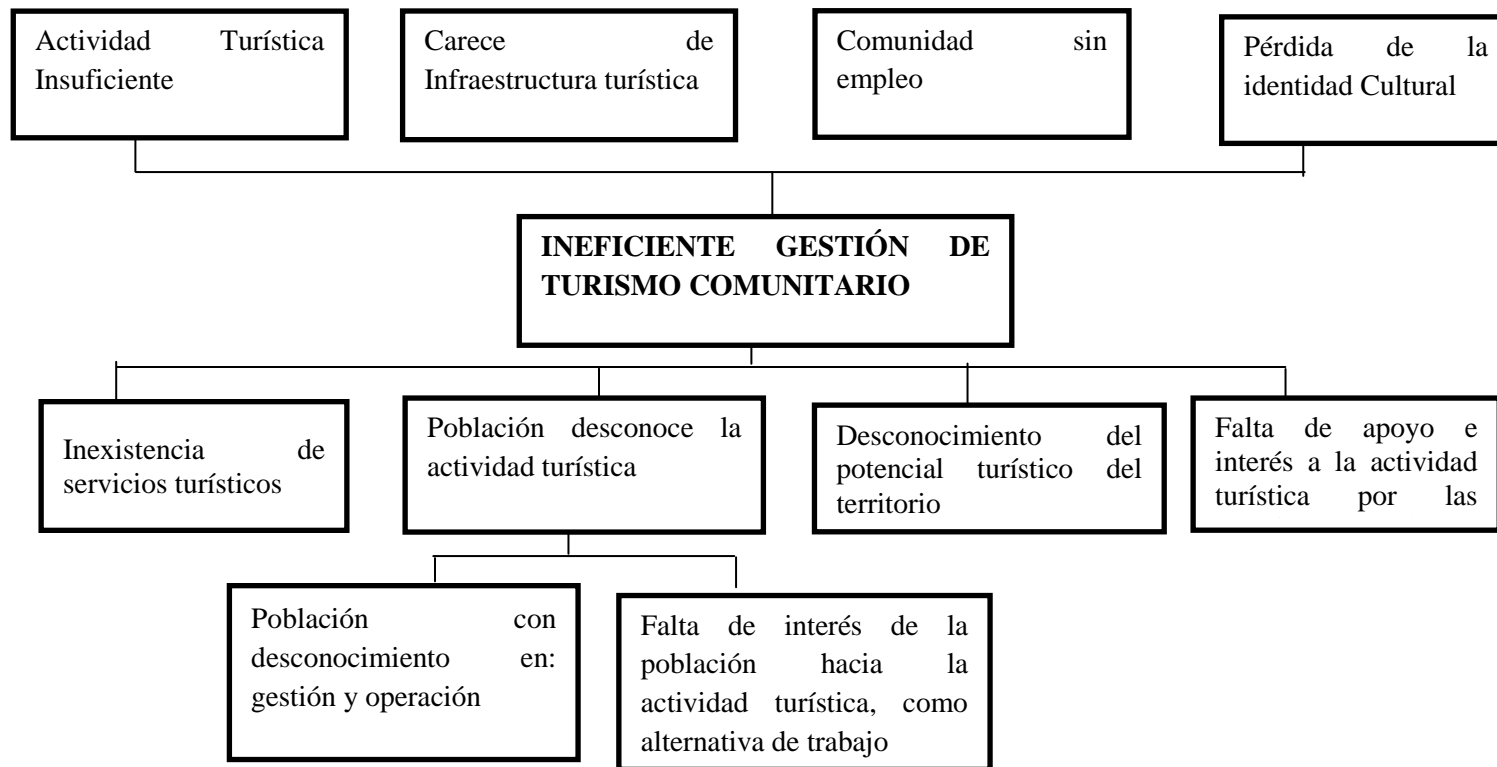 Actividad Turística
Insuficiente
Carece de
Infraestructura turística
Comunidad sin
empleo
Pérdida de la
identidad Cultural
INEFICIENTE GESTIÓN DE
TURISMO COMUNITARIO
Inexistencia de
servicios turísticos
Población desconoce la
actividad turística
Desconocimiento del
potencial turístico del
territorio
Falta de apoyo e
interés a la actividad
turística por las
Población con
desconocimiento en:
gestión y operación
Falta de interés de la
población hacia la
actividad turística, como
alternativa de trabajo